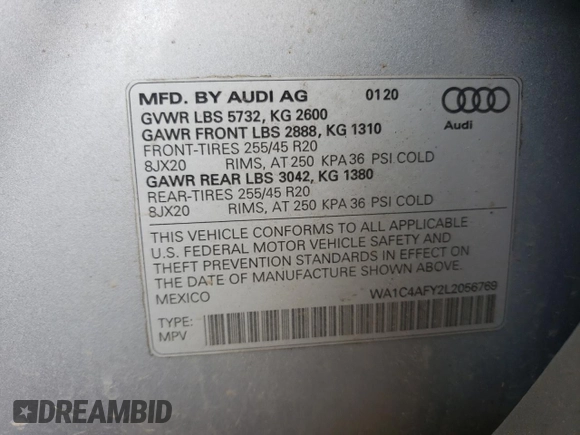 MFD. BY AUDI AG 01 20
GVWR LBS 5732, KG 2600
GAWR FRONT LBS 2888, KG 1310
FRONT-TIRES 255/45 R20
8JX20 RIMS, AT 250 KPA 36 PSI COLD
GAWR REAR LBS 3042, KG 1380
REAR-TIRES 255/45 R20
8JX20 RIMS, AT 250 KPA 36 PSI COLD
Audi
THIS VEHICLE CONFORMS TO ALL APPLICABLE
U.S. FEDERAL MOTOR VEHICLE SAFETY AND
THEFT PREVENTION STANDARDS IN EFFECT ON
THE DATE OF MANUFACTURE SHOWN ABOVE.
MEXICO WA1C4AFY2L2056769
TYPE:
MPV
DREAMBID